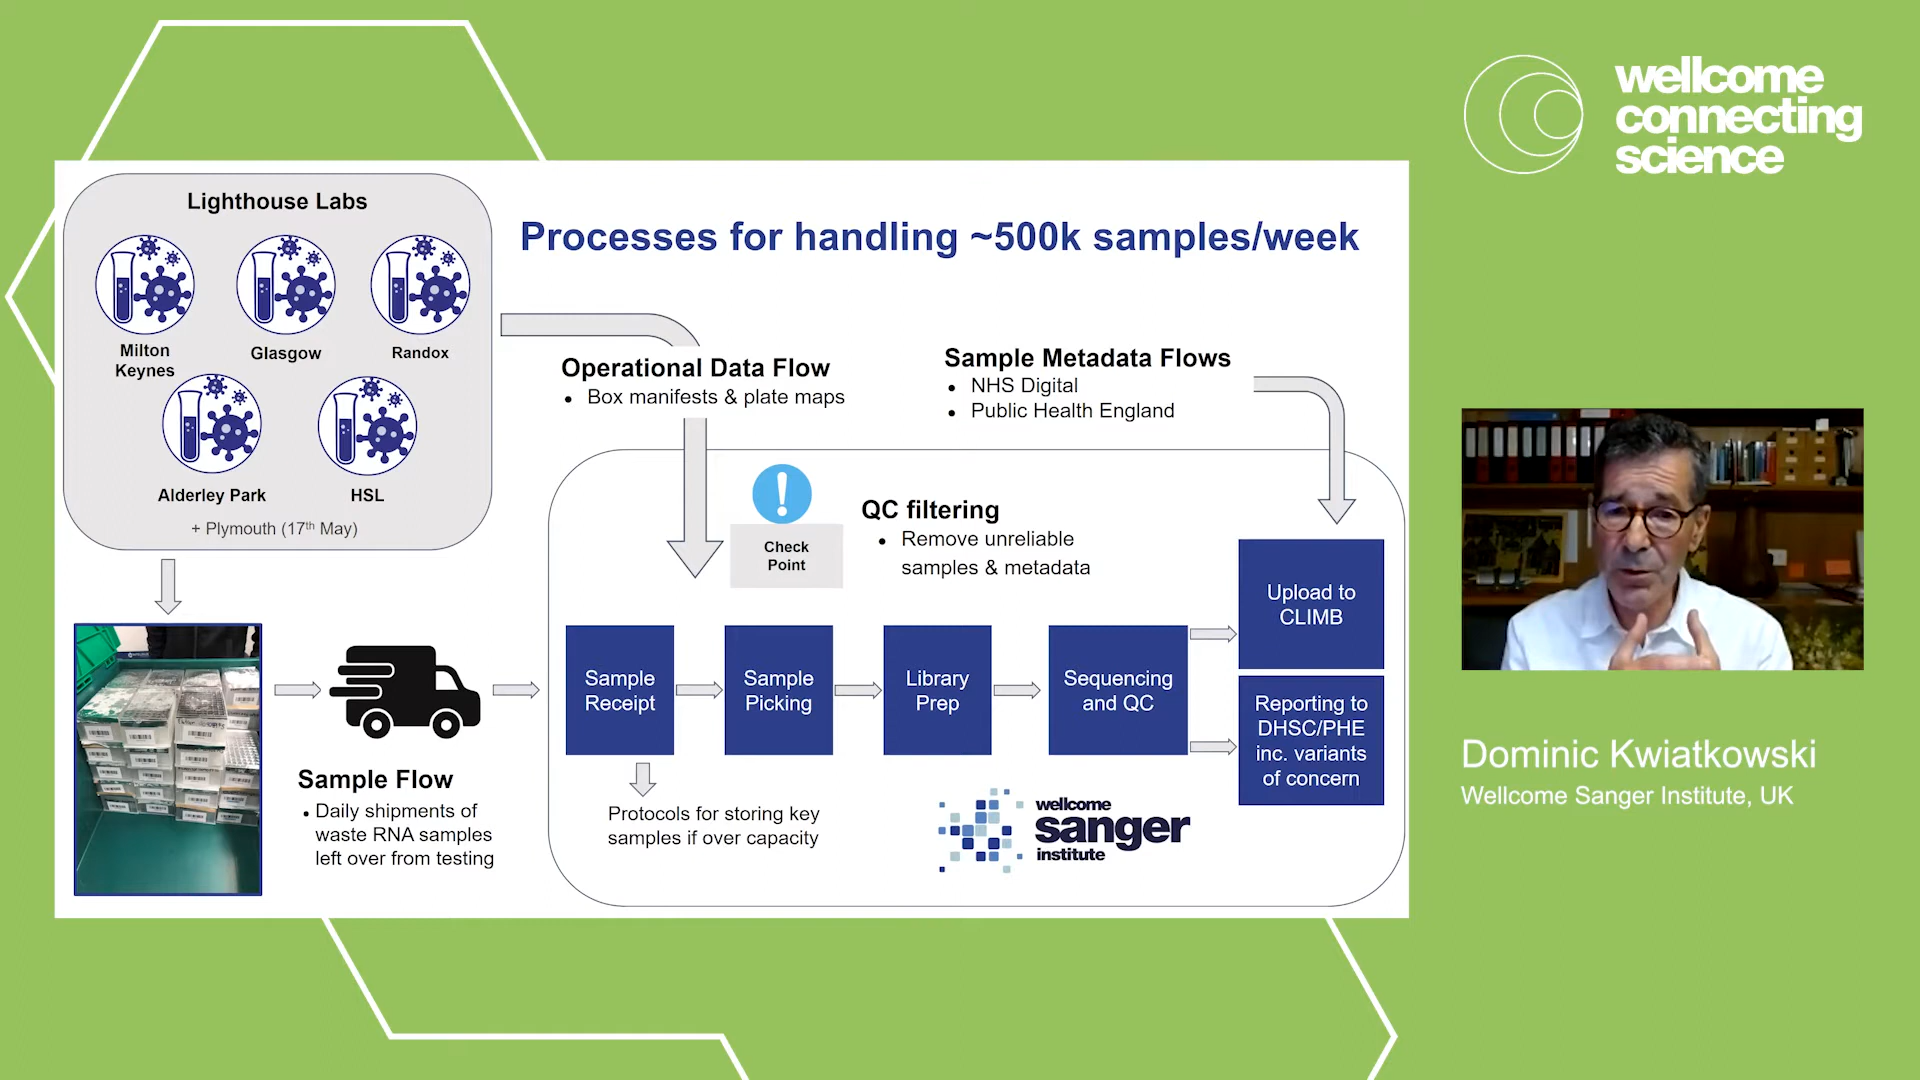 wellcome
connecting
science
Lighthouse Labs
Milton
Keynes
Glasgow
Randox
Alderley Park
HSL
+ Plymouth (17th May)
Processes for handling ~500k samples/week
Operational Data Flow
• Box manifests & plate maps
Sample Metadata Flows
• NHS Digital
• Public Health England
Check
Point
QC filtering
• Remove unreliable
samples & metadata
Sample Flow
• Daily shipments of
waste RNA samples
left over from testing
Sample
Receipt
Sample
Picking
Library
Prep
Sequencing
and QC
Upload to
CLIMB
Reporting to
DHSC/PHE
inc. variants
of concern
Protocols for storing key
samples if over capacity
wellcome
sanger
institute
Dominic Kwiatkowski
Wellcome Sanger Institute, UK